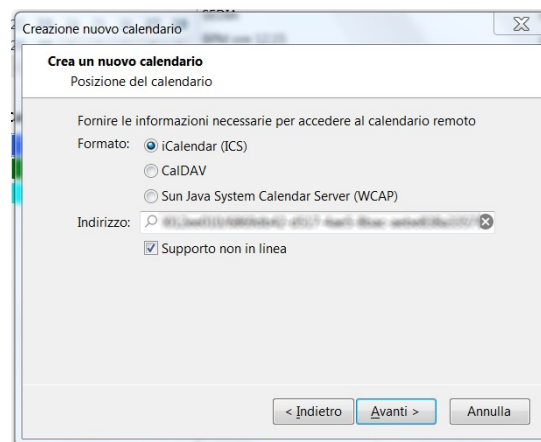 Creazione nuovo calendario
Crea un nuovo calendario
Posizione del calendario
Fornire le informazioni necessarie per accedere al calendario remoto
Formato:
iCalendar (ICS)
CalDAV
Sun Java System Calendar Server (WCAP)
Indirizzo:
Supporto non in linea
< Indietro
Avanti >
Annulla